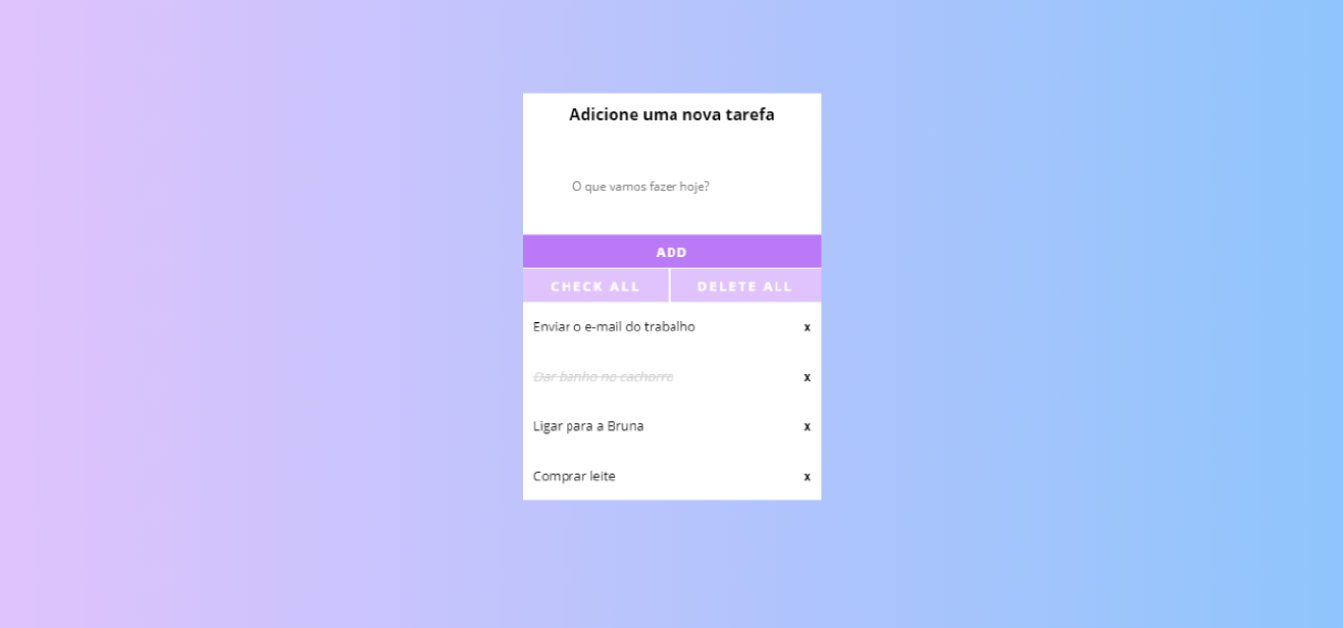 Adicione uma nova tarefa
O que vamos fazer hoje?
ADD
CHECK ALL DELETE ALL
Enviar o e-mail do trabalho x
Dar banho no cachorro x
Ligar para a Bruna x
Comprar leite x